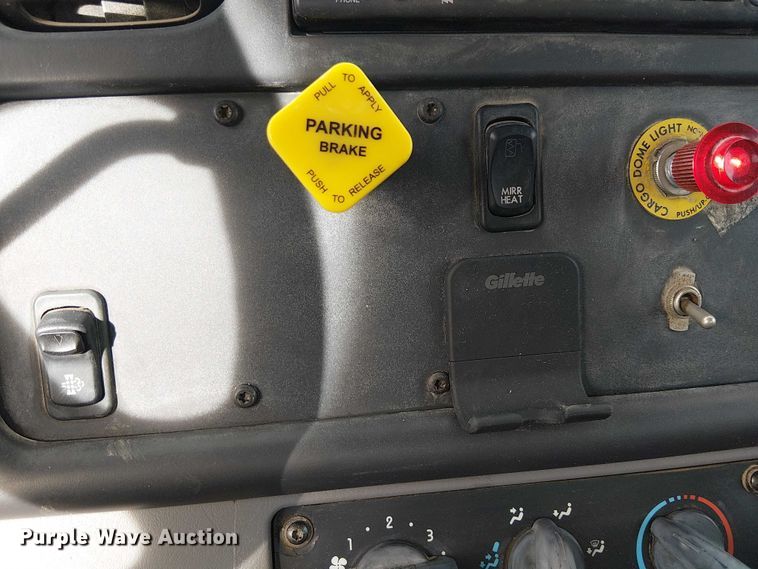 PHONE
PULL TO APPLY
PARKING
BRAKE
PUSH TO RELEASE
MIRR
HEAT
CARGO DOME LIGHT
PUSH/UP
Gillette
1 2 3
Purple Wave Auction